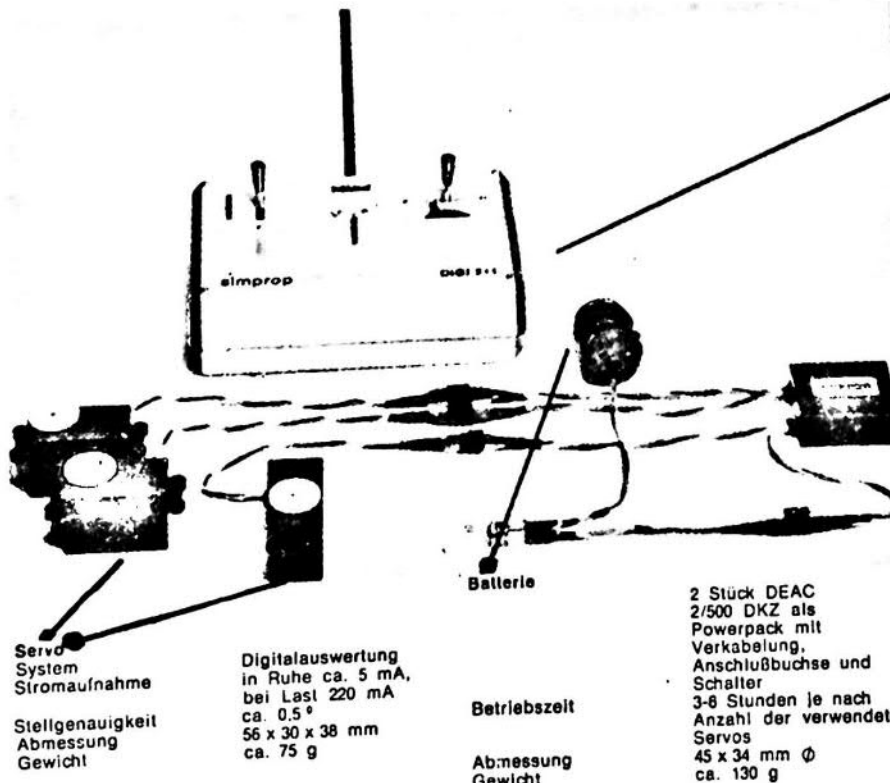 simprop
DIGI
Servo
System
Stromaufnahme
Stellgenauigkeit
Abmessung
Gewicht
Digitalauswertung
in Ruhe ca. 5 mA,
bei Last 220 mA
ca. 0,5 º
56 x 30 x 38 mm
ca. 75 g
Batterie
Betriebszeit
Abmessung
Gewicht
2 Stück DEAC
2/500 DKZ als
Powerpack mit
Verkabelung,
Anschlußbuchse und
Schalter
3-6 Stunden je nach
Anzahl der verwendet
Servos
45 x 34 mm Ø
ca. 130 g